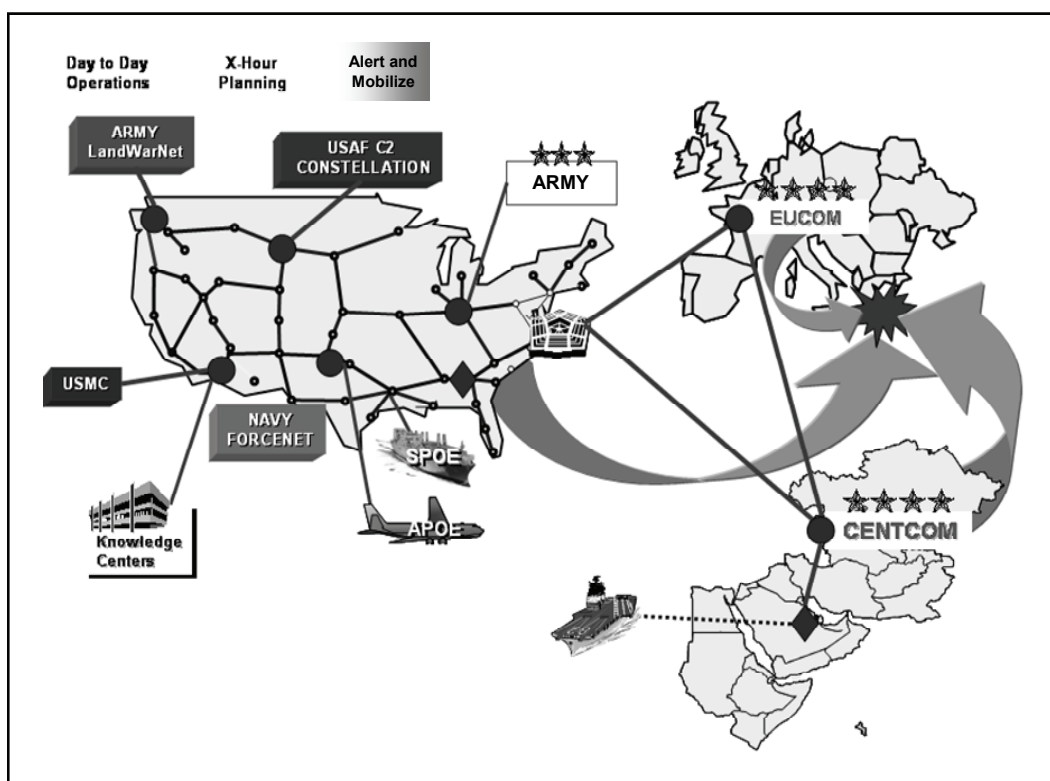 Day to Day
Operations
X-Hour
Planning
Alert and
Mobilize
ARMY
LandWarNet
USAF C2
CONSTELLATION
ARMY
EUCOM
USMC
NAVY
FORCENET
SPOE
APOE
Knowledge
Centers
CENTCOM